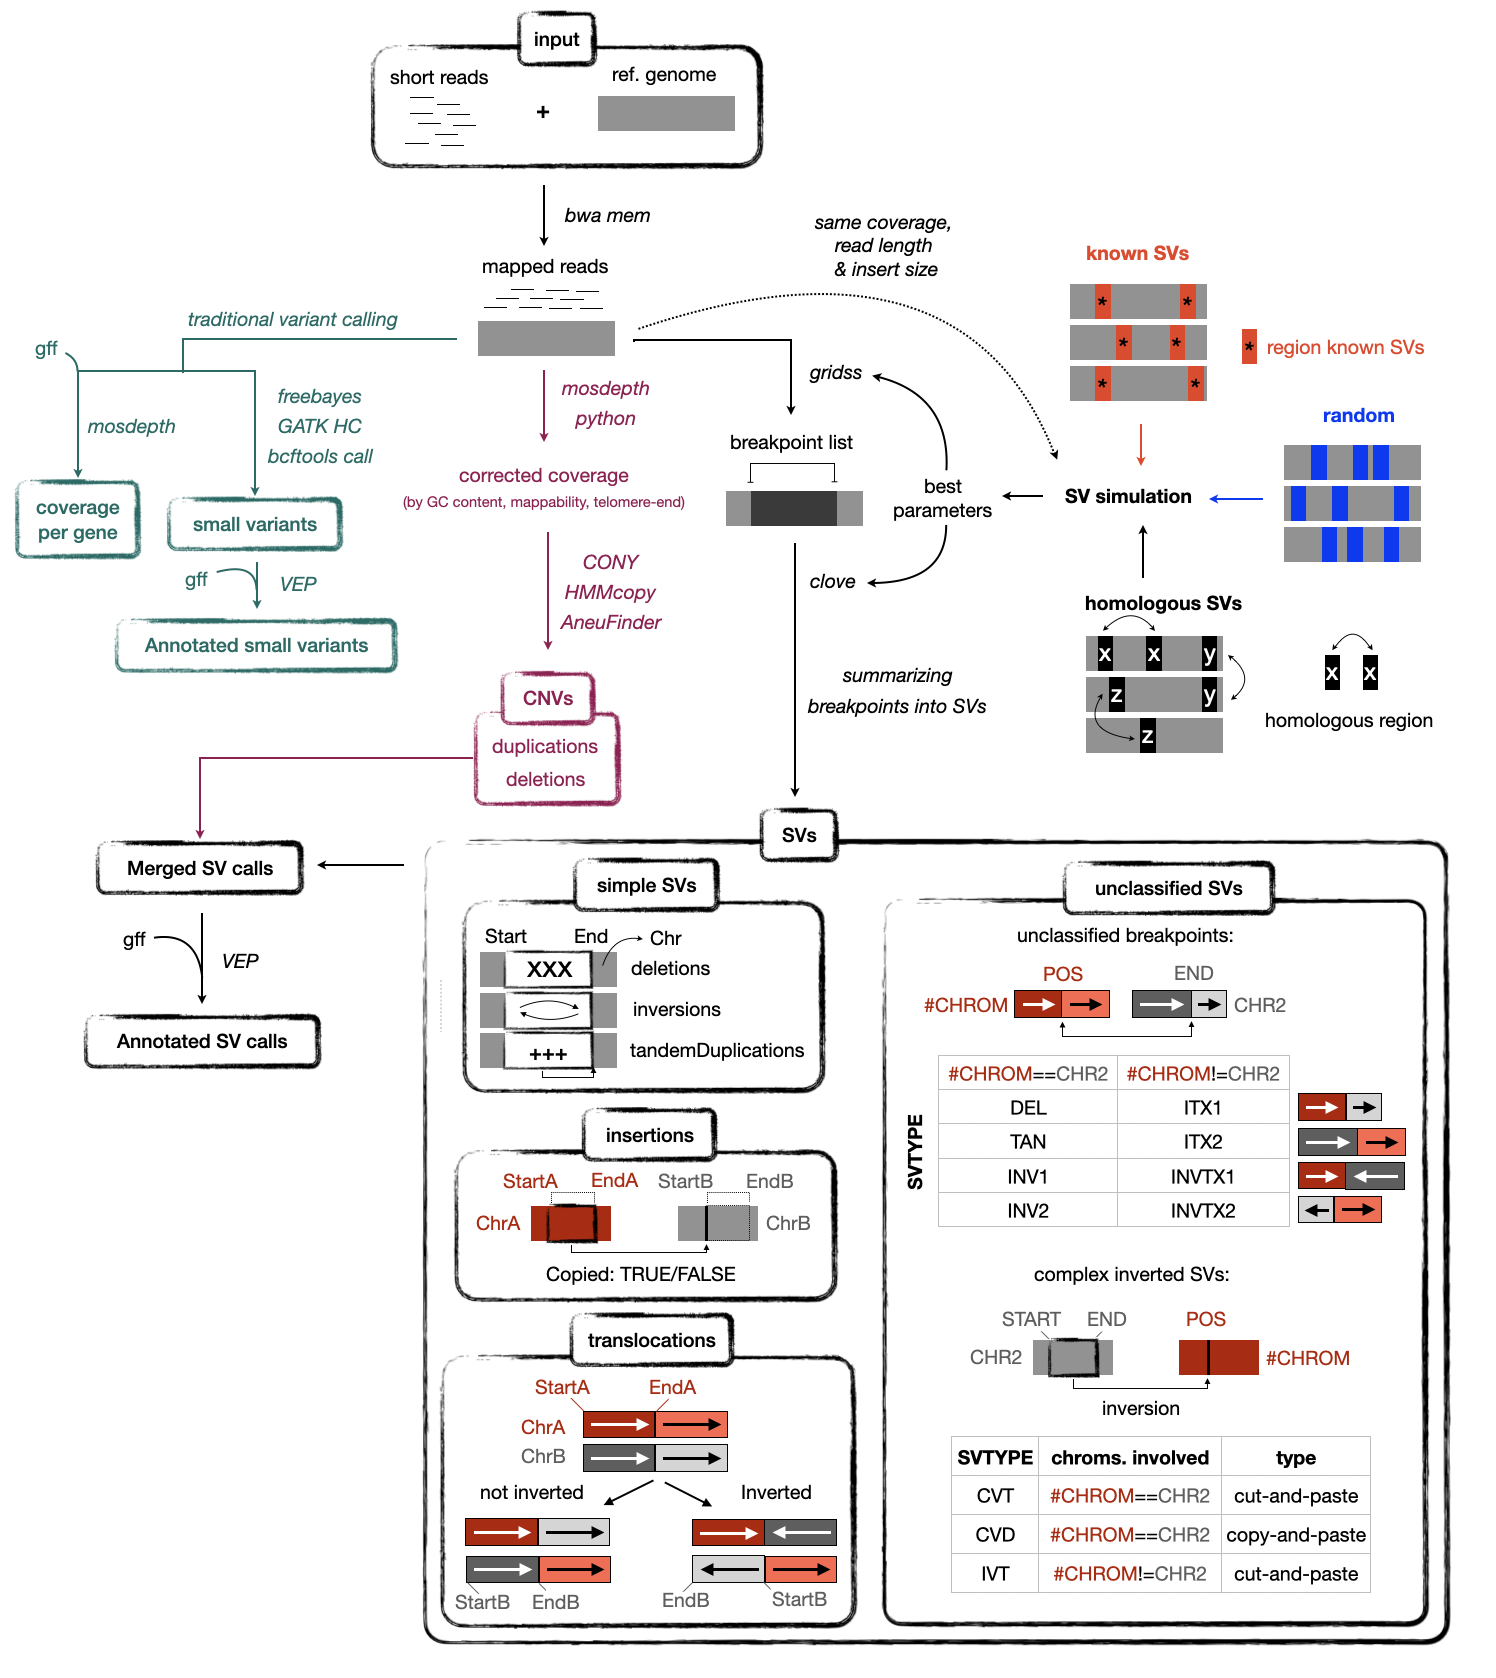 input
short reads
ref. genome
+
bwa mem
mapped reads
same coverage,
read length
& insert size
known SVs
* *
* *
* *
* region known SVs
traditional variant calling
gff
mosdepth
freebayes
GATK HC
bcftools call
coverage
per gene
small variants
gff
VEP
Annotated small variants
mosdepth
python
corrected coverage
(by GC content, mappability, telomere-end)
CONY
HMMcopy
AneuFinder
CNVs
duplications
deletions
gridss
breakpoint list
best
parameters
clove
summarizing
breakpoints into SVs
SV simulation
random
homologous SVs
x x y
z y
z
x x
homologous region
Merged SV calls
gff
VEP
Annotated SV calls
SVs
simple SVs
Start End Chr
XXX deletions
inversions
+++ tandemDuplications
insertions
StartA EndA StartB EndB
ChrA ChrB
Copied: TRUE/FALSE
translocations
StartA EndA
ChrA
ChrB
not inverted Inverted
StartB EndB EndB StartB
unclassified SVs
unclassified breakpoints:
POS END
#CHROM CHR2
SVTYPE
#CHROM==CHR2 #CHROM!=CHR2
DEL ITX1
TAN ITX2
INV1 INVTX1
INV2 INVTX2
complex inverted SVs:
START END POS
CHR2 #CHROM
inversion
SVTYPE chroms. involved type
CVT #CHROM==CHR2 cut-and-paste
CVD #CHROM==CHR2 copy-and-paste
IVT #CHROM!=CHR2 cut-and-paste